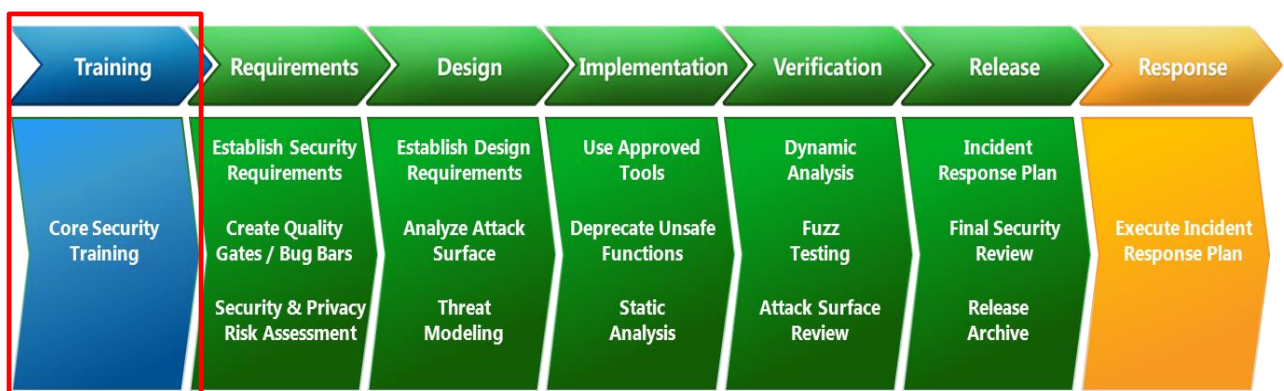 Training
Requirements
Design
Implementation
Verification
Release
Response
Core Security
Training
Establish Security
Requirements
Create Quality
Gates / Bug Bars
Security & Privacy
Risk Assessment
Establish Design
Requirements
Analyze Attack
Surface
Threat
Modeling
Use Approved
Tools
Deprecate Unsafe
Functions
Static
Analysis
Dynamic
Analysis
Fuzz
Testing
Attack Surface
Review
Incident
Response Plan
Final Security
Review
Release
Archive
Execute Incident
Response Plan